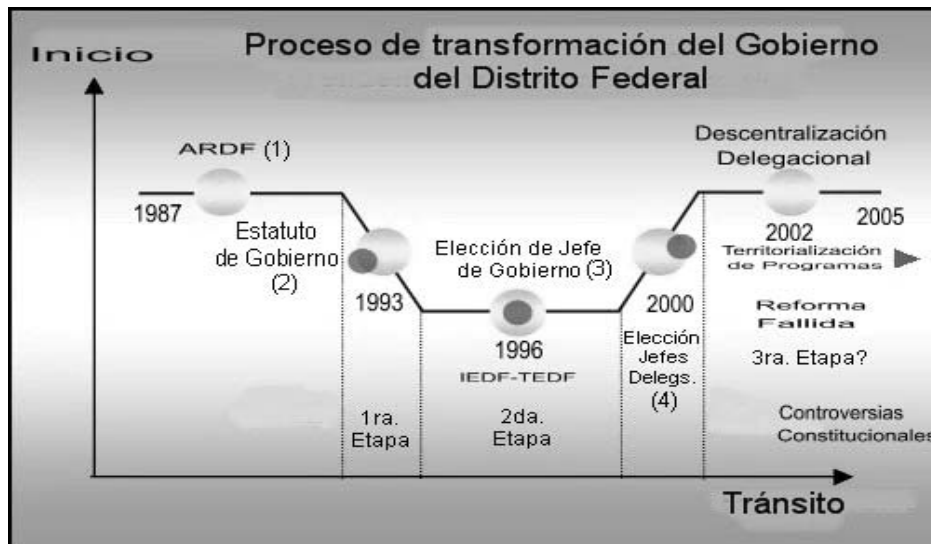 Inicio
Proceso de transformación del Gobierno
del Distrito Federal
ARDF (1)
1987
Estatuto
de Gobierno
(2)
1993
Elección de Jefe
de Gobierno (3)
1996
IEDF-TEDF
2000
Elección
Jefes
Delegs.
(4)
Descentralización
Delegacional
2002
2005
Territorialización
de Programas
Reforma
Fallida
3ra. Etapa?
Controversias
Constitucionales
1ra.
Etapa
2da.
Etapa
Tránsito